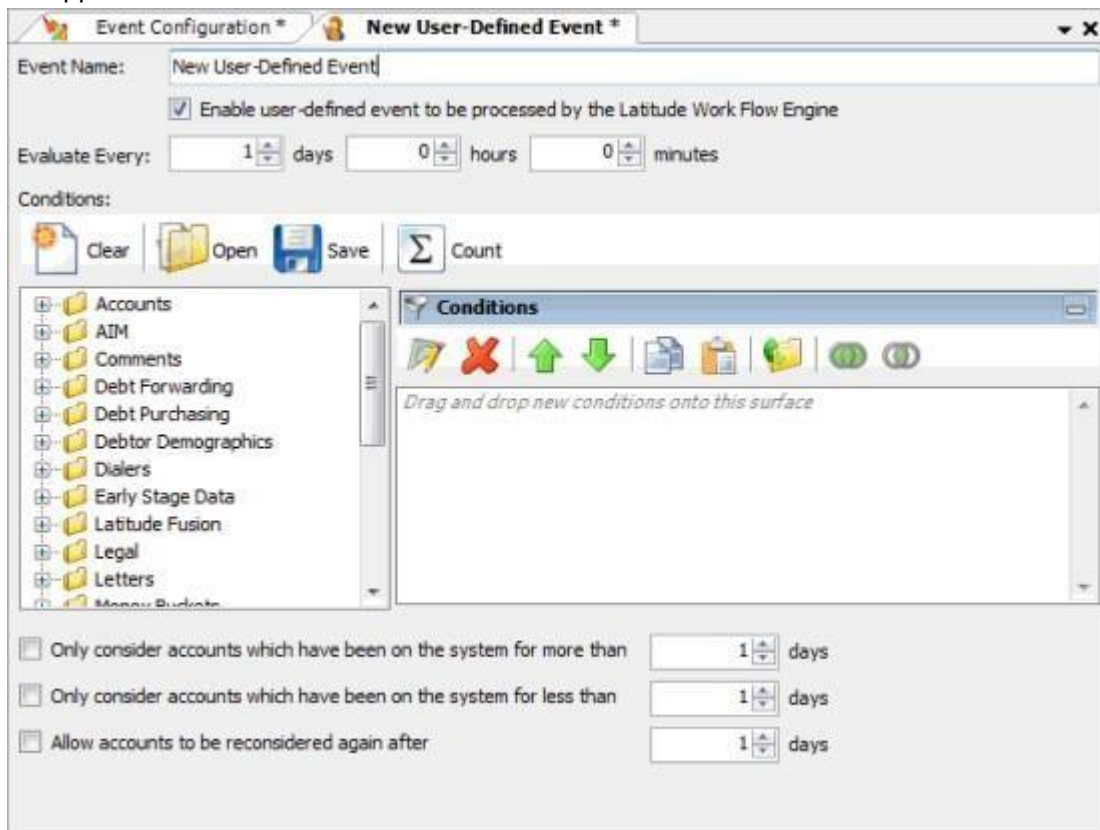 Event Configuration * New User-Defined Event *
Event Name: New User-Defined Event
Enable user-defined event to be processed by the Latitude Work Flow Engine
Evaluate Every: 1 days 0 hours 0 minutes
Conditions:
Clear Open Save Σ Count
Accounts
AIM
Comments
Debt Forwarding
Debt Purchasing
Debtor Demographics
Dialers
Early Stage Data
Latitude Fusion
Legal
Letters
Money Buckets
Conditions
Drag and drop new conditions onto this surface
Only consider accounts which have been on the system for more than 1 days
Only consider accounts which have been on the system for less than 1 days
Allow accounts to be reconsidered again after 1 days